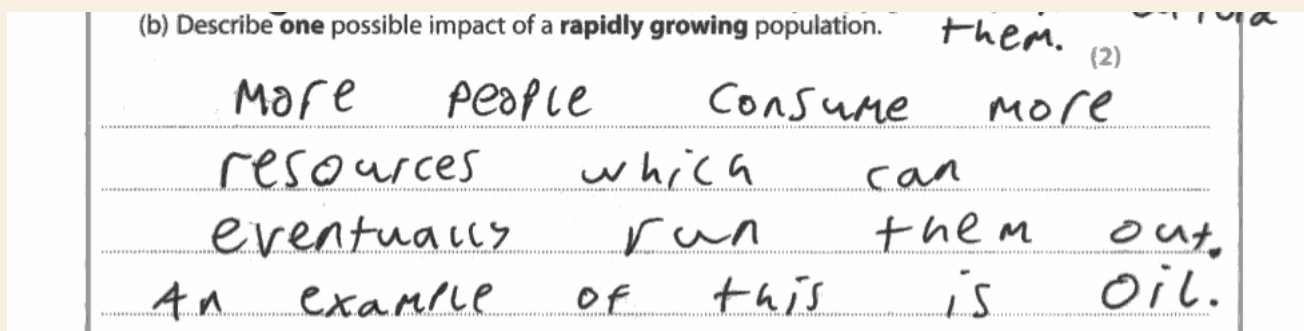 (b) Describe one possible impact of a rapidly growing population.
them.
(2)
More people consume more
resources which can
eventually run them out.
An example of this is oil.